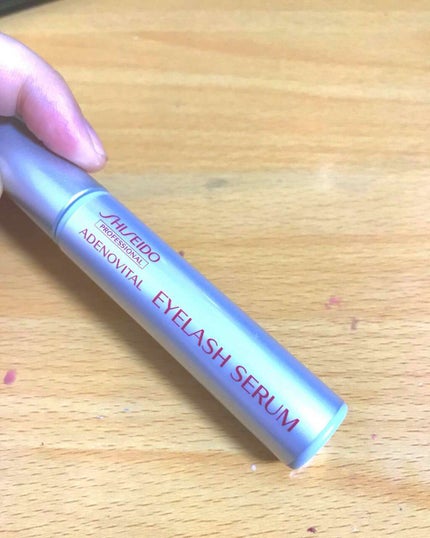 SHISEIDO
PROFESSIONAL
ADENOVITAL
EYELASH SERUM